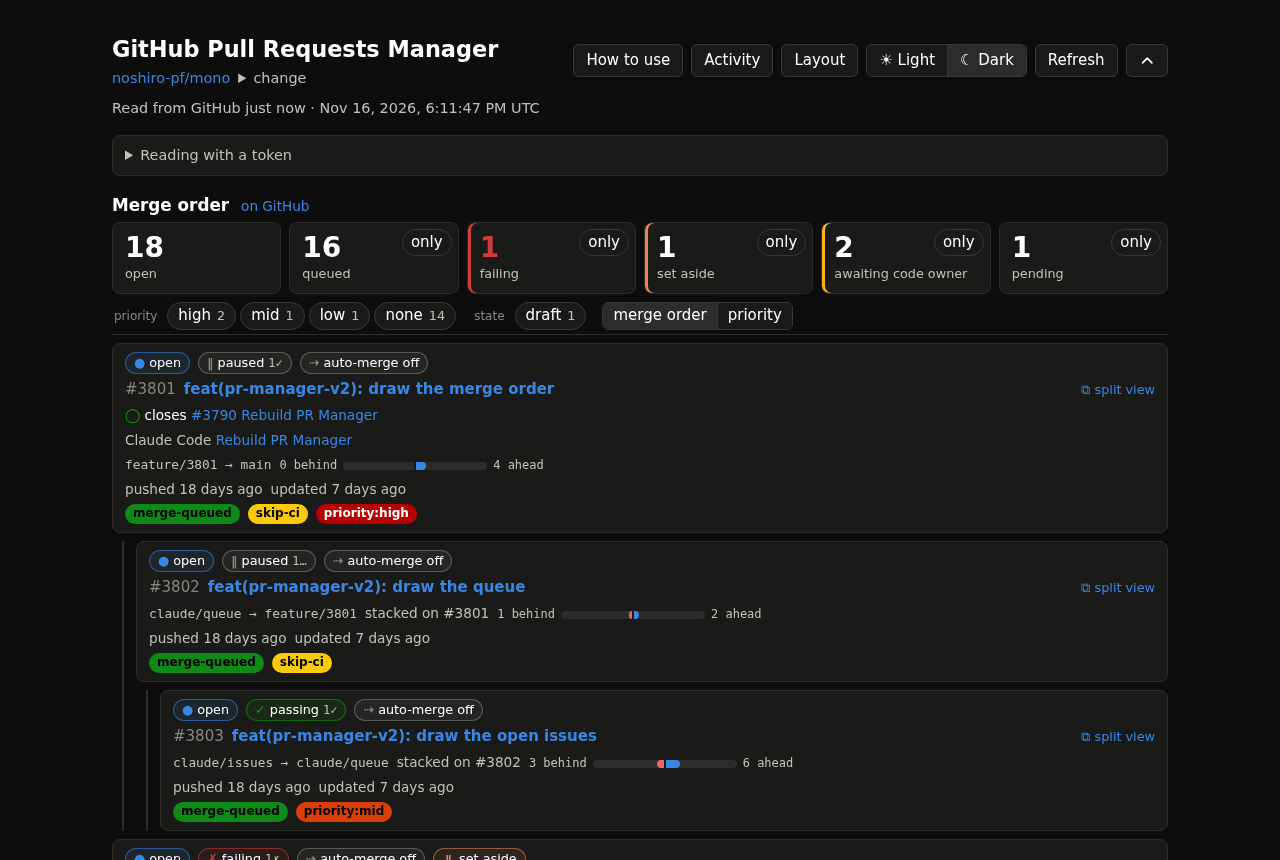 GitHub Pull Requests Manager
noshiro-pf/mono ▶ change
Read from GitHub just now · Nov 16, 2026, 6:11:47 PM UTC
How to use
Activity
Layout
☀ Light
☾ Dark
Refresh
▶ Reading with a token
Merge order on GitHub
18 open
16 queued only
1 failing only
1 set aside only
2 awaiting code owner only
1 pending only
priority high 2 mid 1 low 1 none 14 state draft 1 merge order priority
● open ‖ paused 1✓ ⇢ auto-merge off
#3801 feat(pr-manager-v2): draw the merge order ⧉ split view
◯ closes #3790 Rebuild PR Manager
Claude Code Rebuild PR Manager
feature/3801 → main 0 behind 4 ahead
pushed 18 days ago updated 7 days ago
merge-queued skip-ci priority:high
● open ‖ paused 1… ⇢ auto-merge off
#3802 feat(pr-manager-v2): draw the queue ⧉ split view
claude/queue → feature/3801 stacked on #3801 1 behind 2 ahead
pushed 18 days ago updated 7 days ago
merge-queued skip-ci
● open ✓ passing 1✓ ⇢ auto-merge off
#3803 feat(pr-manager-v2): draw the open issues ⧉ split view
claude/issues → claude/queue stacked on #3802 3 behind 6 ahead
pushed 18 days ago updated 7 days ago
merge-queued priority:mid
● open ✗ failing 1✗ ⇢ auto-merge off ‖ set aside